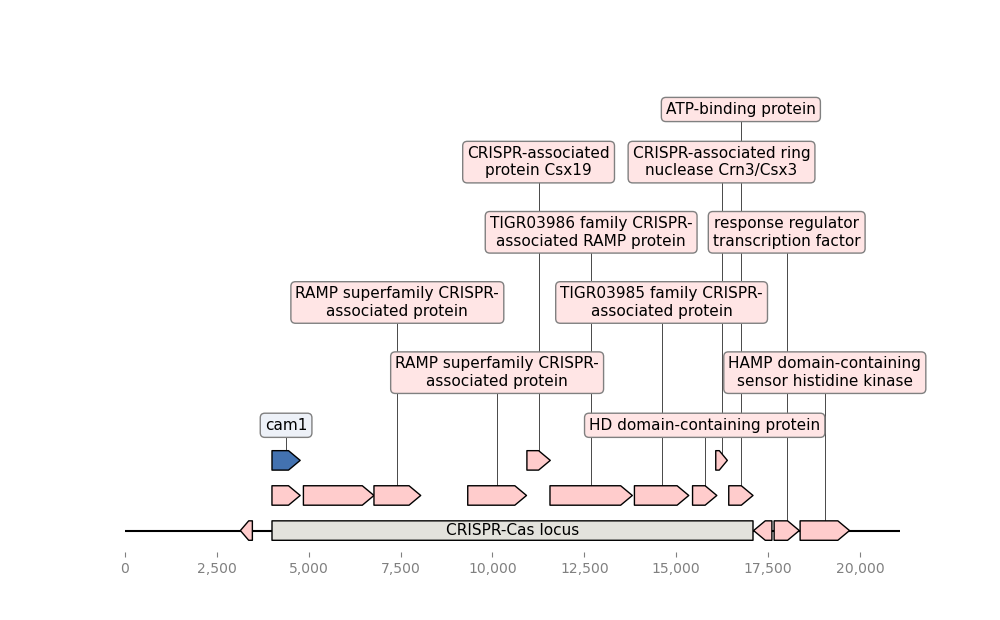 ATP-binding protein
CRISPR-associated
protein Csx19
CRISPR-associated ring
nuclease Crn3/Csx3
TIGR03986 family CRISPR-
associated RAMP protein
response regulator
transcription factor
RAMP superfamily CRISPR-
associated protein
TIGR03985 family CRISPR-
associated protein
RAMP superfamily CRISPR-
associated protein
HAMP domain-containing
sensor histidine kinase
cam1
HD domain-containing protein
CRISPR-Cas locus
0 2,500 5,000 7,500 10,000 12,500 15,000 17,500 20,000